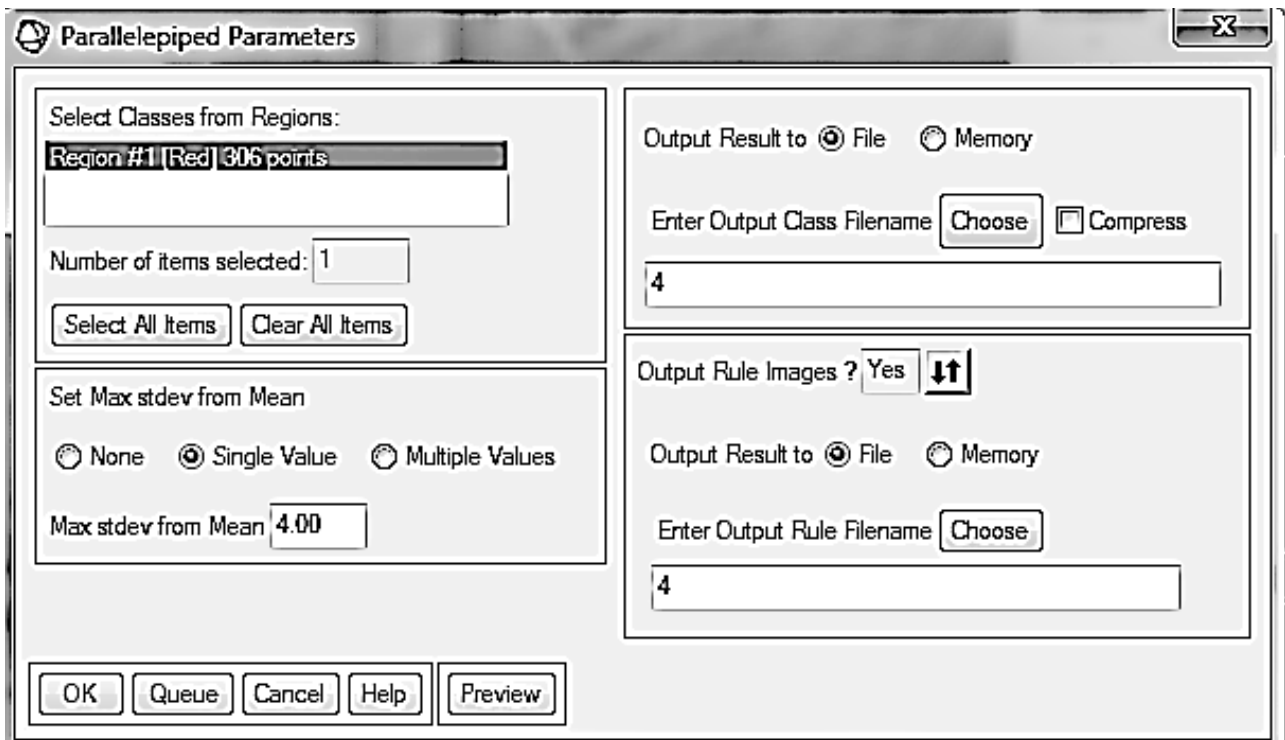 Parallelepiped Parameters
Select Classes from Regions:
Region #1 [Red] 306 points
Number of items selected: 1
Select All Items Clear All Items
Set Max stdev from Mean
None Single Value Multiple Values
Max stdev from Mean 4.00
Output Result to File Memory
Enter Output Class Filename Choose Compress
4
Output Rule Images ? Yes
Output Result to File Memory
Enter Output Rule Filename Choose
4
OK Queue Cancel Help Preview